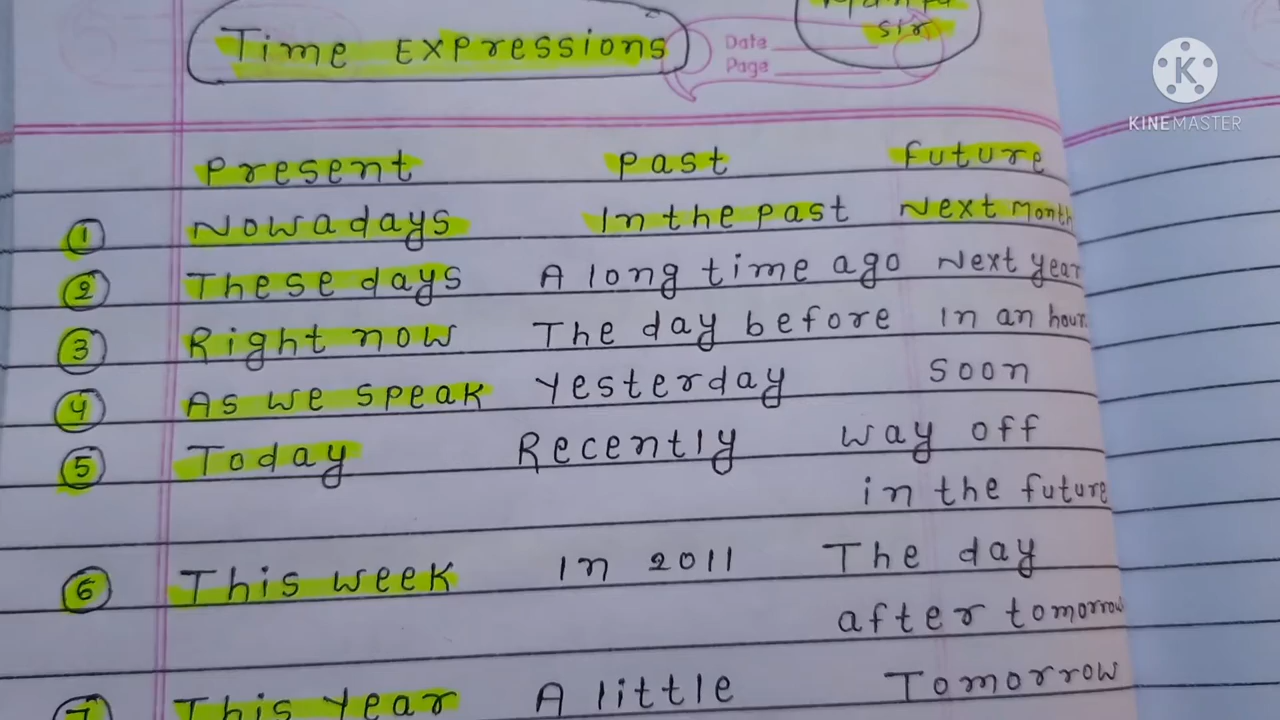 sir
Time Expressions
Date
Page
KINEMASTER
Present Past Future
1 Nowadays In the past Next Month
2 These days A long time ago Next year
3 Right now The day before In an hour
4 As we speak Yesterday Soon
5 Today Recently Way off
in the future
6 This week In 2011 The day
after tomorrow
7 This year A little Tomorrow